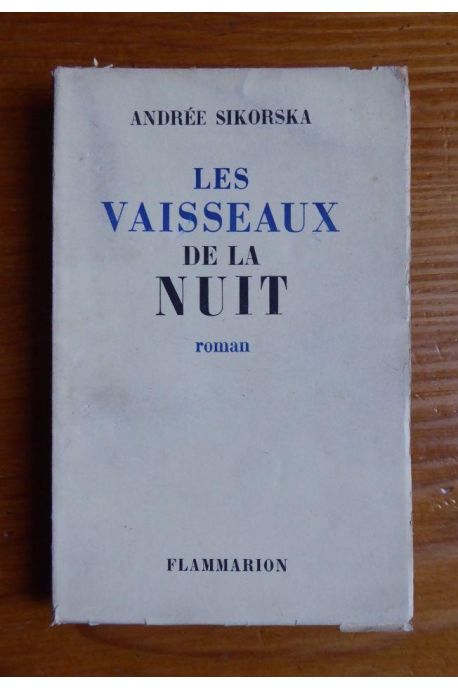 ANDRÉE SIKORSKA
LES
VAISSEAUX
DE LA
NUIT
roman
FLAMMARION